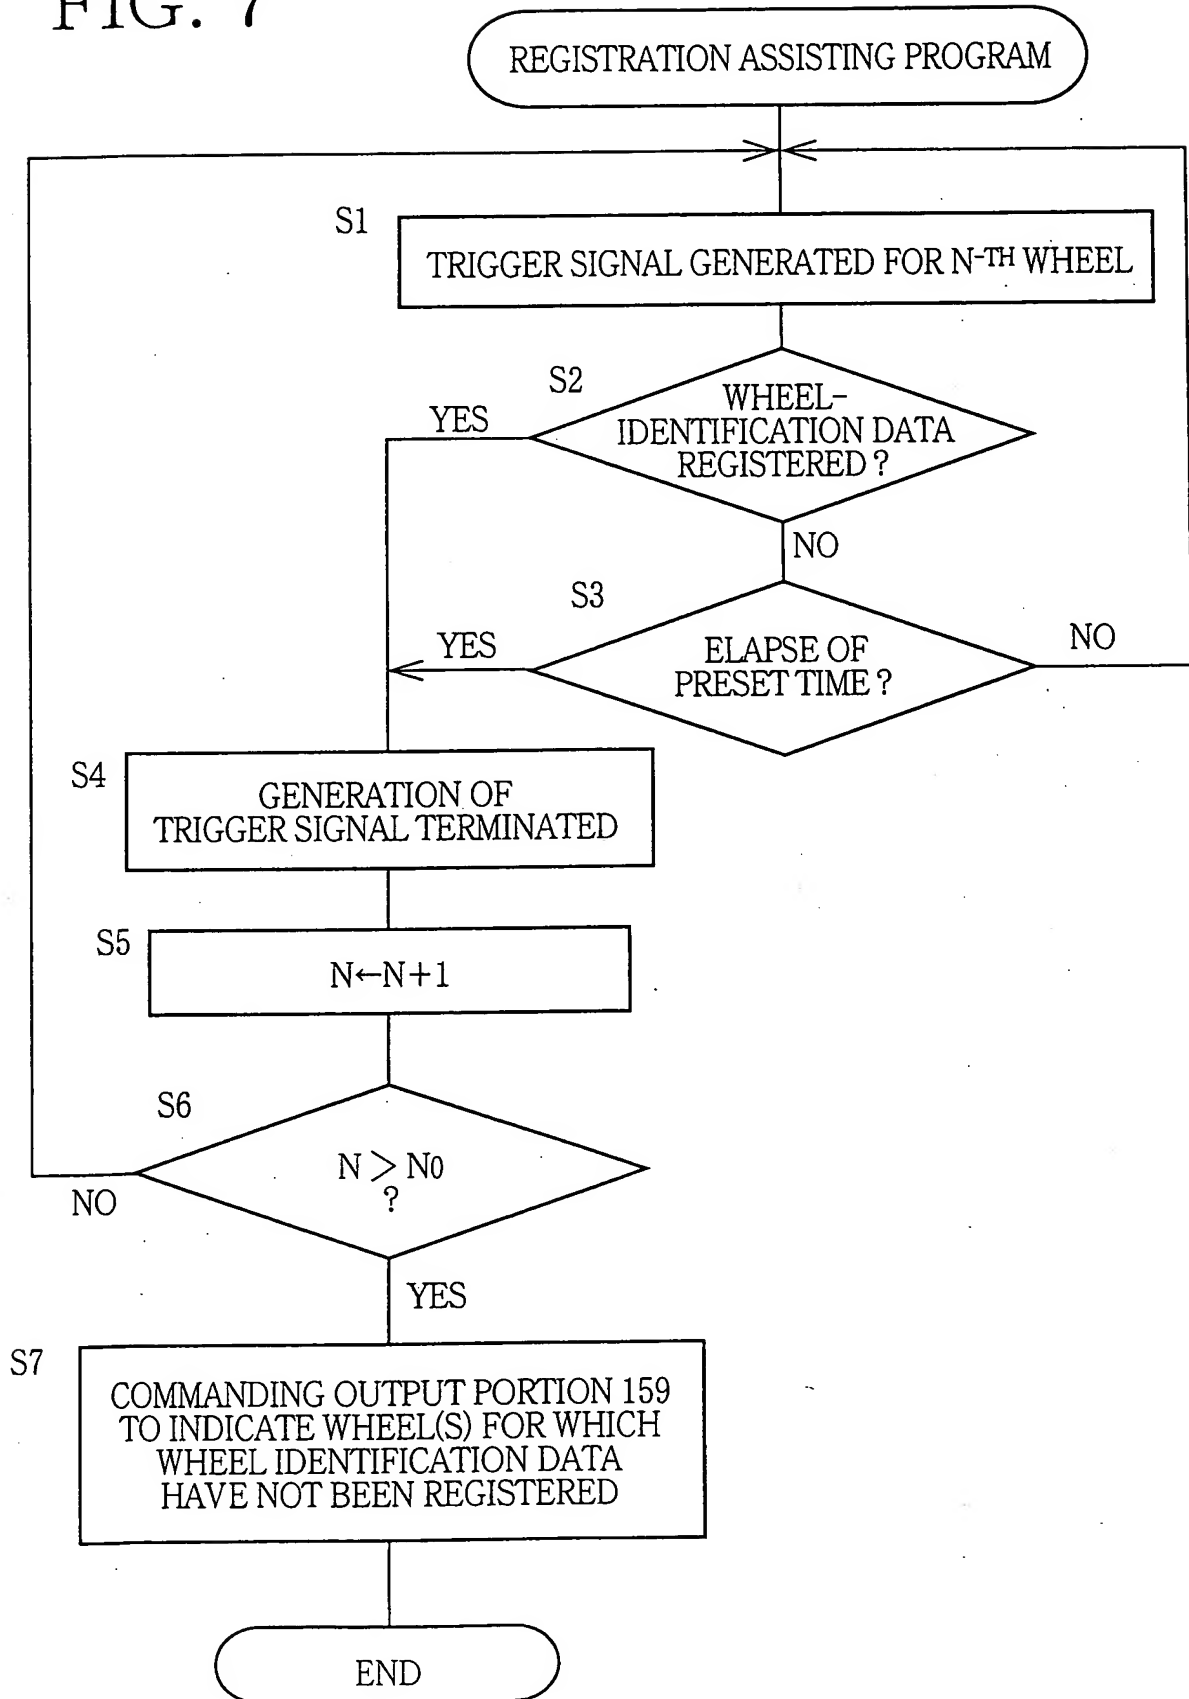 FIG. 7
REGISTRATION ASSISTING PROGRAM
S1
TRIGGER SIGNAL GENERATED FOR N-TH WHEEL
S2
WHEEL-
IDENTIFICATION DATA
REGISTERED?
YES
NO
S3
ELAPSE OF
PRESET TIME?
YES
NO
S4
GENERATION OF
TRIGGER SIGNAL TERMINATED
S5
N←N+1
S6
N > N0
?
NO
YES
S7
COMMANDING OUTPUT PORTION 159
TO INDICATE WHEEL(S) FOR WHICH
WHEEL IDENTIFICATION DATA
HAVE NOT BEEN REGISTERED
END